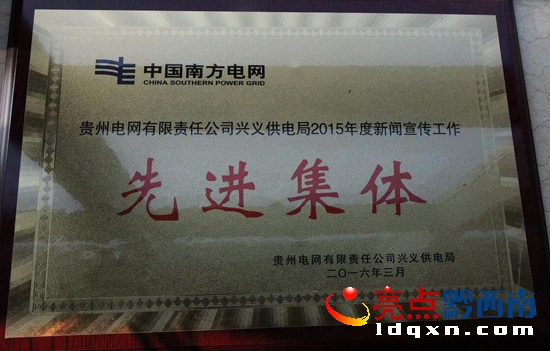 中国南方电网
CHINA SOUTHERN POWER GRID
贵州电网有限责任公司兴义供电局2015年度新闻宣传工作
先进集体
贵州电网有限责任公司兴义供电局
二〇一六年三月
亮点黔西南
ldqxn.com